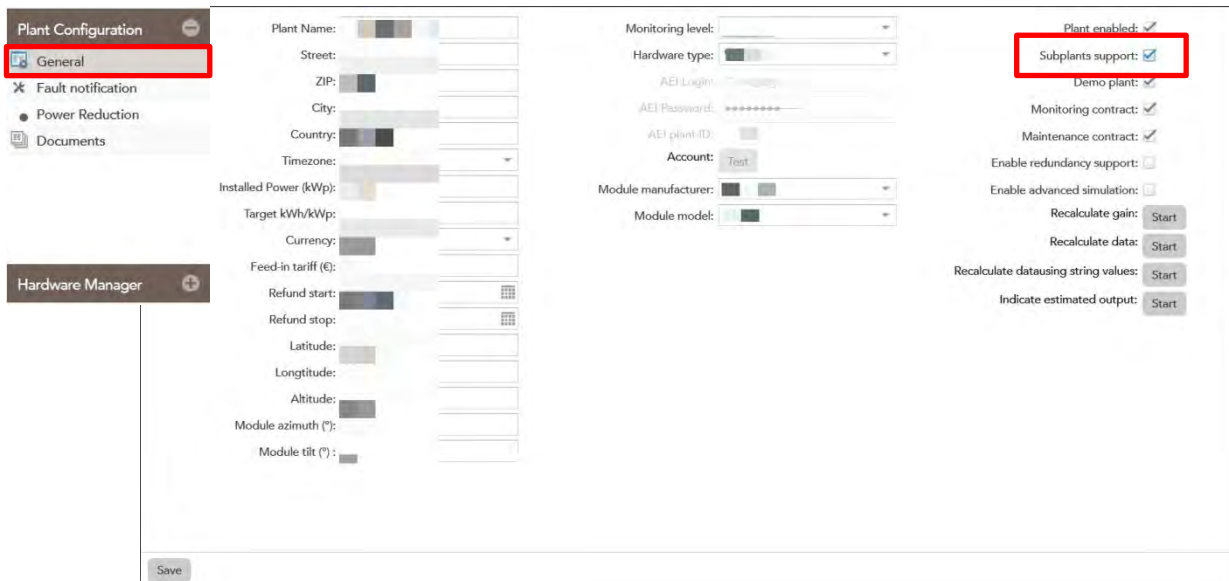 Plant Configuration
General
Fault notification
Power Reduction
Documents
Hardware Manager
Plant Name:
Street:
ZIP:
City:
Country:
Timezone:
Installed Power (kWp):
Target kWh/kWp:
Currency:
Feed-in tariff (€):
Refund start:
Refund stop:
Latitude:
Longtitude:
Altitude:
Module azimuth (°):
Module tilt (°) :
Monitoring level:
Hardware type:
AEI Login:
AEI Password:
AEI plant ID:
Account: Test
Module manufacturer:
Module model:
Plant enabled:
Subplants support:
Demo plant:
Monitoring contract:
Maintenance contract:
Enable redundancy support:
Enable advanced simulation:
Recalculate gain: Start
Recalculate data: Start
Recalculate datausing string values: Start
Indicate estimated output: Start
Save